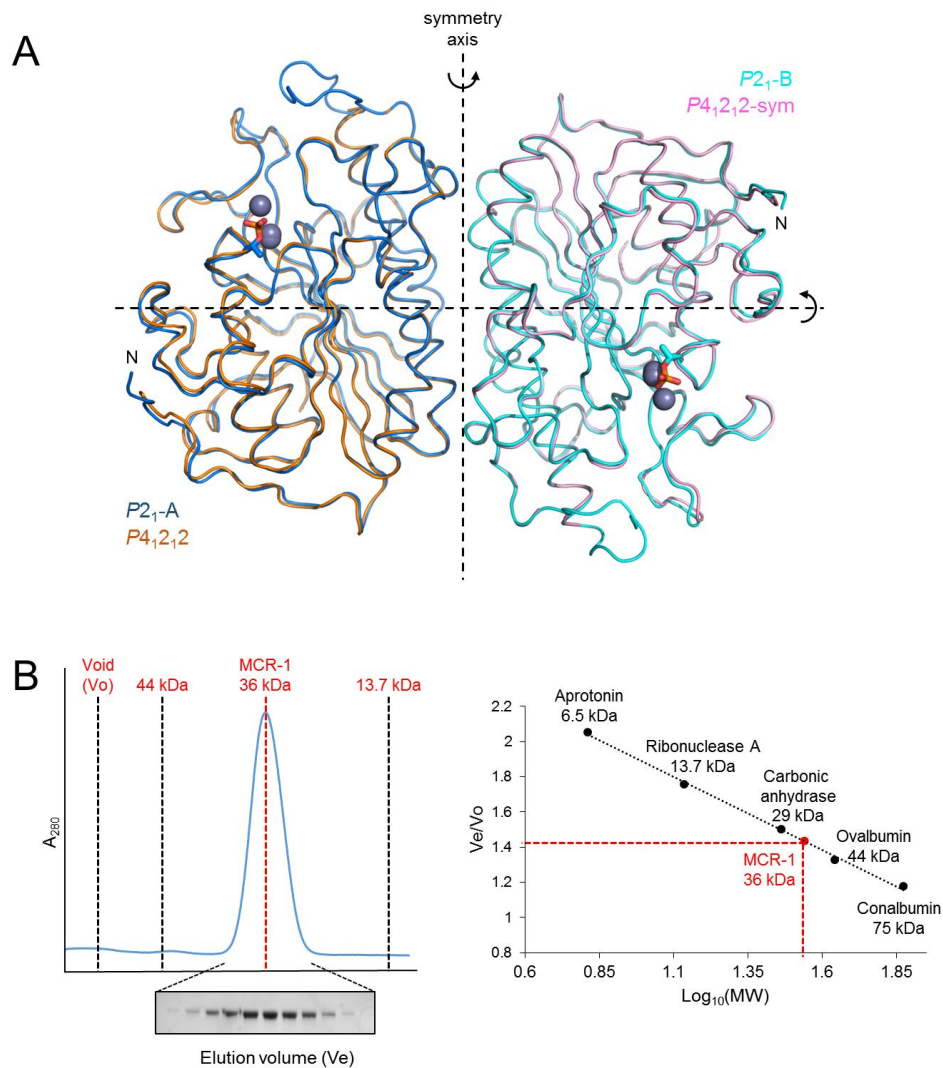 symmetry
axis
A
P2₁-B
P4₁2₁2-sym
N
N
P2₁-A
P4₁2₁2
B
Void
(Vo)
44 kDa
MCR-1
36 kDa
13.7 kDa
A₂₈₀
Elution volume (Ve)
Aprotonin
6.5 kDa
Ribonuclease A
13.7 kDa
Carbonic
anhydrase
29 kDa
Ovalbumin
44 kDa
MCR-1
36 kDa
Conalbumin
75 kDa
Ve/Vo
2.2
2
1.8
1.6
1.4
1.2
1
0.8
0.6
0.85
1.1
1.35
1.6
1.85
Log₁₀(MW)